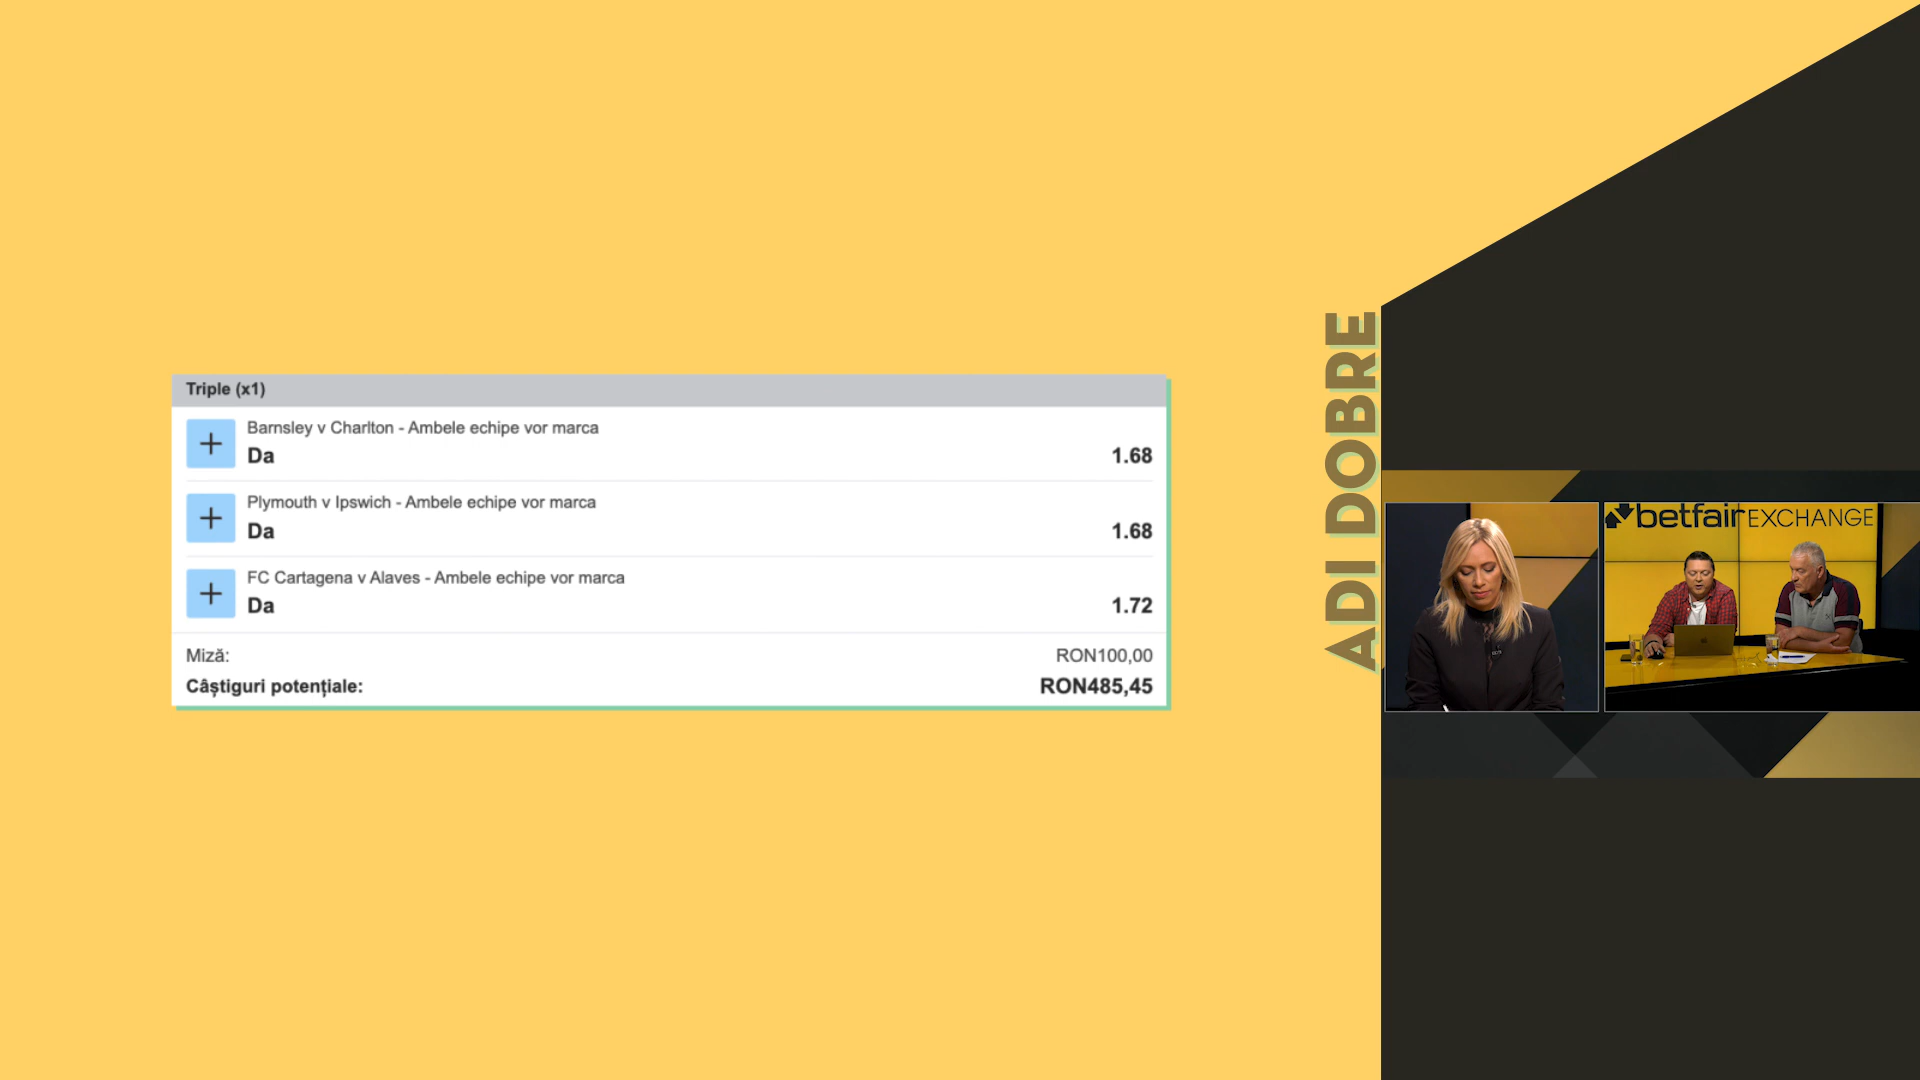 Triple (x1)
Barnsley v Charlton - Ambele echipe vor marca
Da 1.68
Plymouth v Ipswich - Ambele echipe vor marca
Da 1.68
FC Cartagena v Alaves - Ambele echipe vor marca
Da 1.72
Miză: RON100,00
Câștiguri potențiale: RON485,45
ADI DOBRE
betfair EXCHANGE